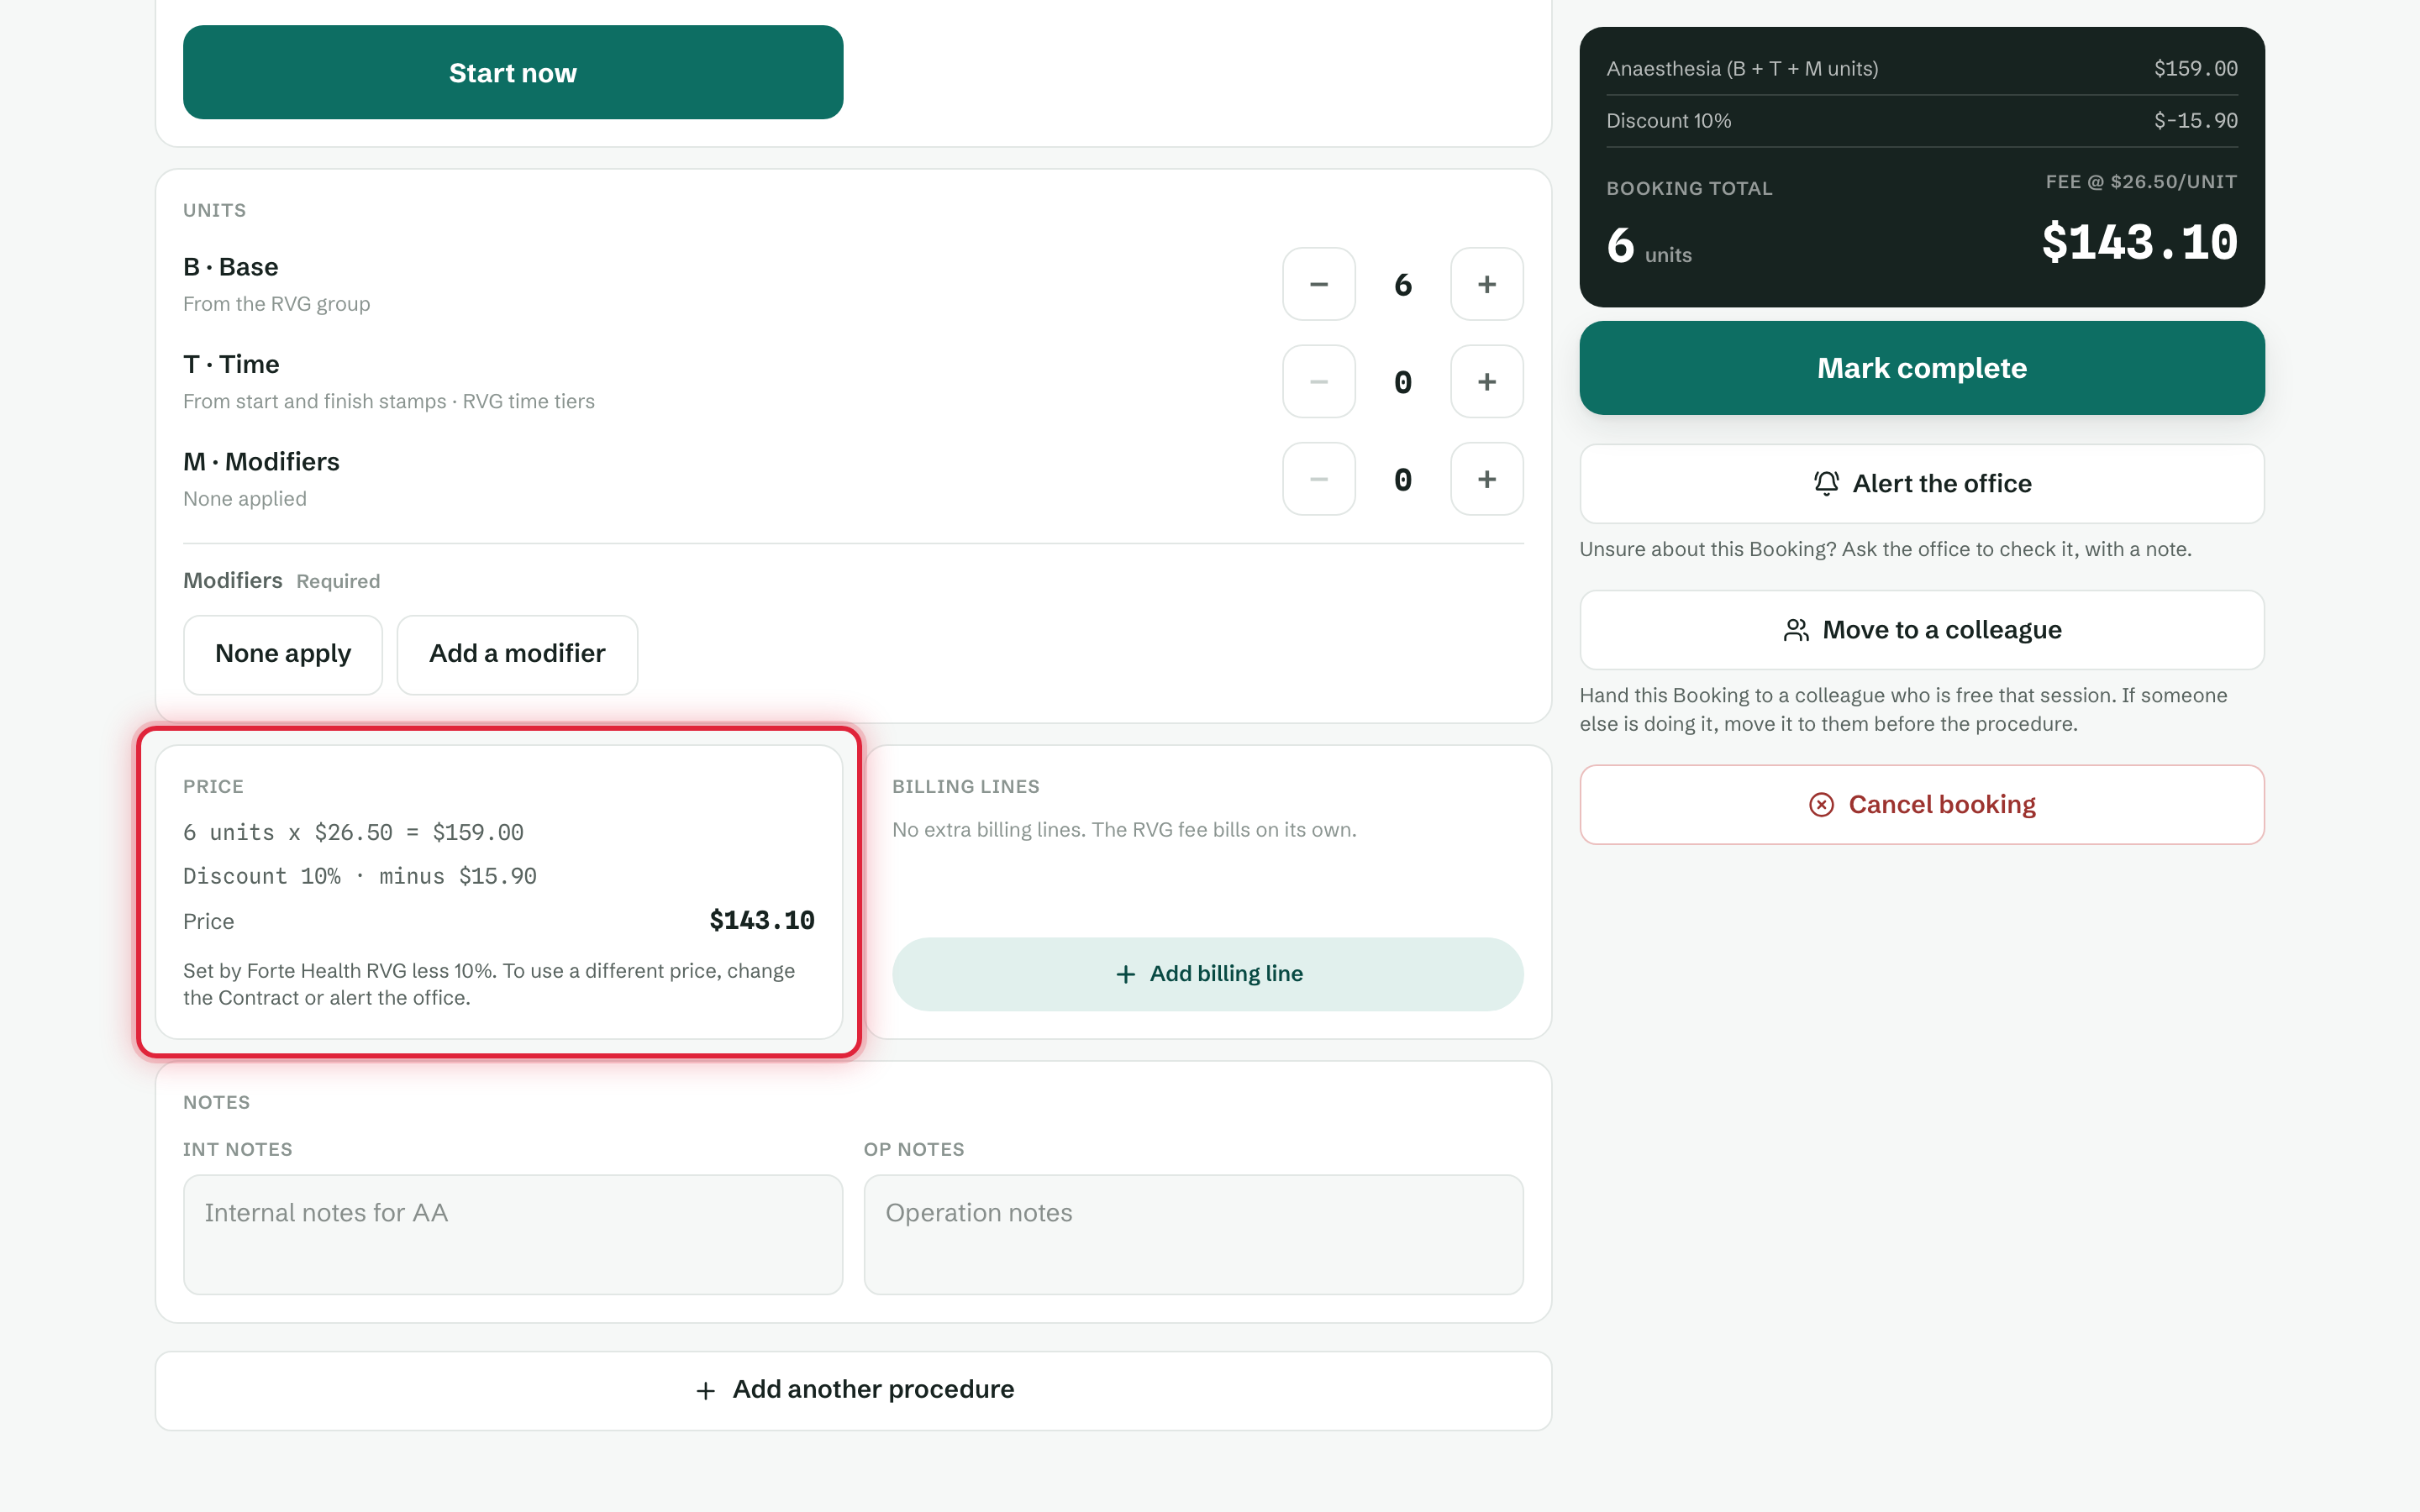 Start now
UNITS
B · Base
From the RVG group
− 6 +
T · Time
From start and finish stamps · RVG time tiers
− 0 +
M · Modifiers
None applied
− 0 +
Modifiers Required
None apply
Add a modifier
PRICE
6 units x $26.50 = $159.00
Discount 10% · minus $15.90
Price $143.10
Set by Forte Health RVG less 10%. To use a different price, change
the Contract or alert the office.
BILLING LINES
No extra billing lines. The RVG fee bills on its own.
+ Add billing line
NOTES
INT NOTES
Internal notes for AA
OP NOTES
Operation notes
+ Add another procedure
Anaesthesia (B + T + M units) $159.00
Discount 10% $-15.90
BOOKING TOTAL
6 units
FEE @ $26.50/UNIT
$143.10
Mark complete
Alert the office
Unsure about this Booking? Ask the office to check it, with a note.
Move to a colleague
Hand this Booking to a colleague who is free that session. If someone
else is doing it, move it to them before the procedure.
Cancel booking